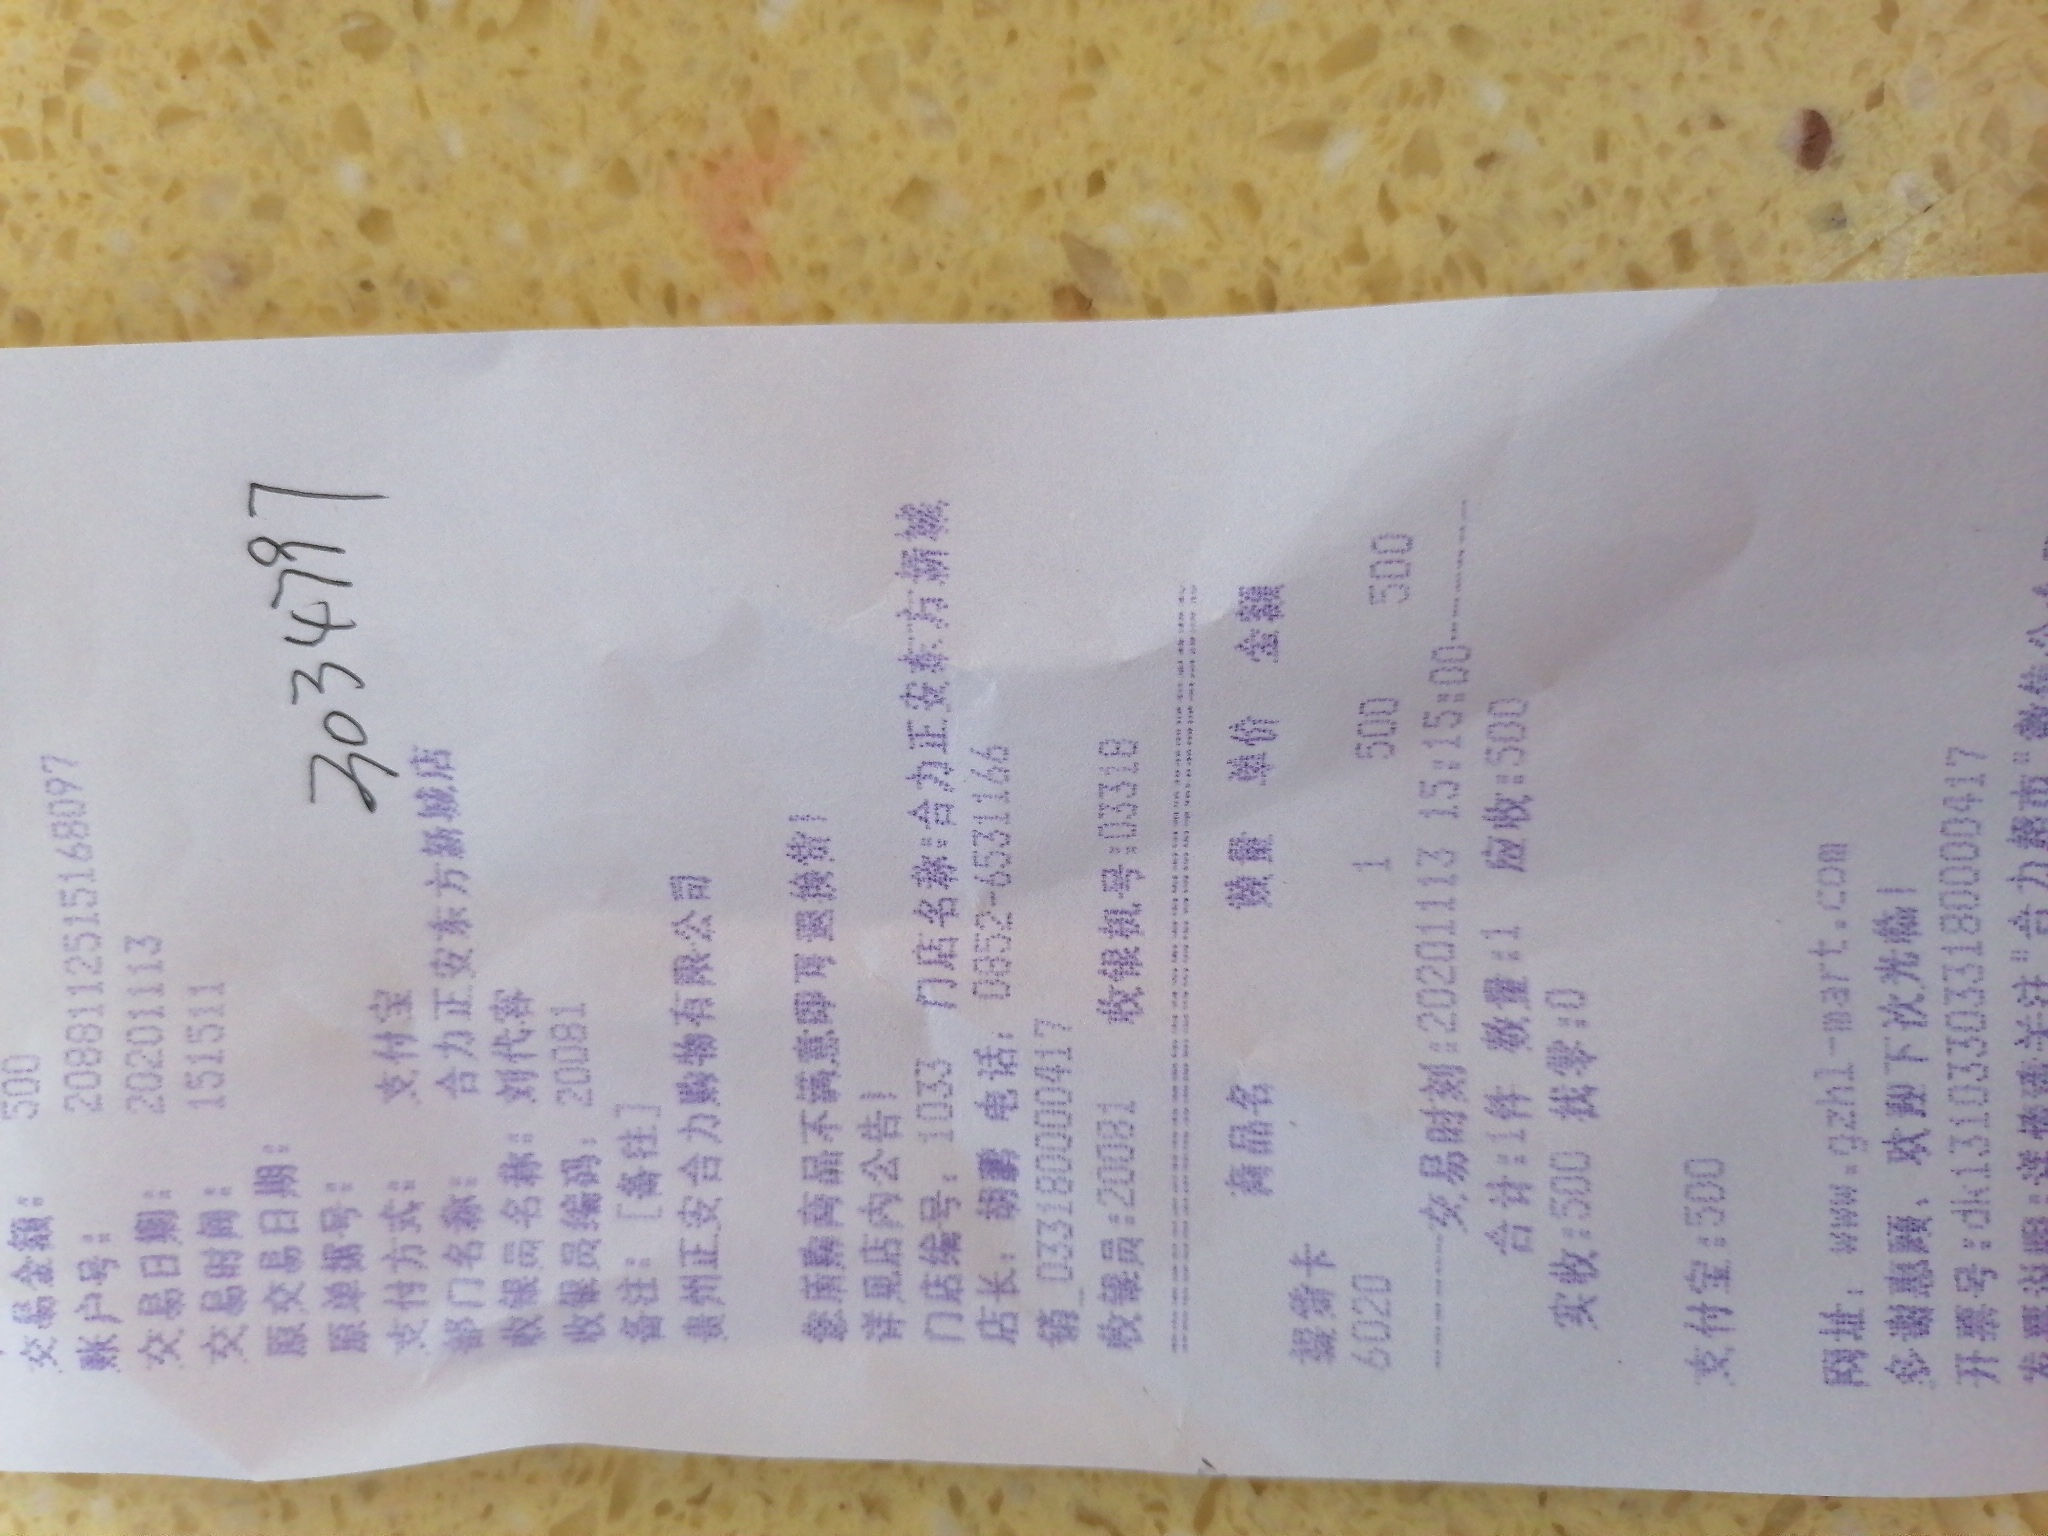 交易金额: 500
账户号: 2088112515168097
交易日期: 20201113
交易时间: 151511
原交易日期:
原单据号:
3034797
支付方式: 支付宝
部门名称: 合力正安东方新城店
收银员名称: 刘代客
收银员编码: 20081
备注: [备注]
贵州正安合力购物有限公司
您所购商品不满意即可退换货!
详见店内公告!
门店编号: 1033 门店名称:合力正安东方新城
店长: 胡鹏 电话: 0852-6531166
销_0331800000417
收银员:20081 收银机号:03318
商品名 数量 单价 金额
提货卡
6020 1 500 500
交易时刻:20201113 15:15:00
合计:1件 数量:1 应收:500
实收:500 找零:0
支付宝:500
网址: www.gzhl-mart.com
多谢惠顾、欢迎下次光临!
开票号:dk131033033180000417